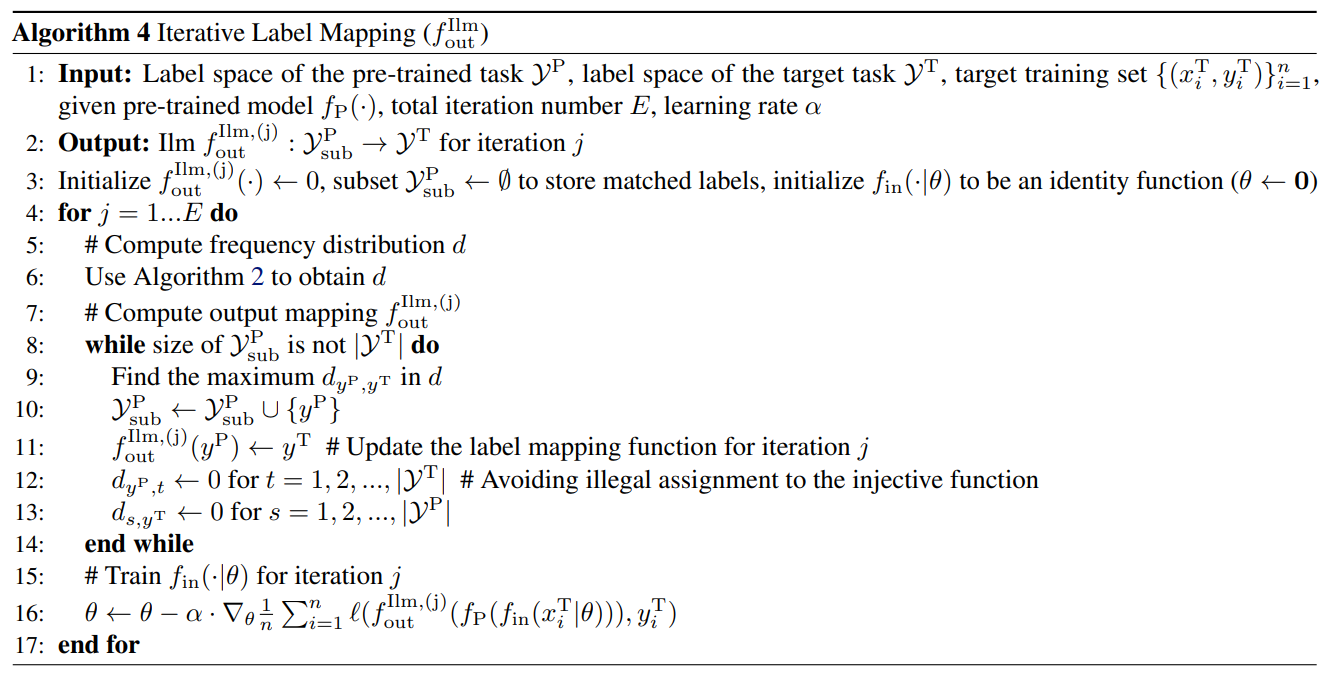 Algorithm 4 Iterative Label Mapping ($f_{\text{out}}^{\text{Ilm}}$)
1: Input: Label space of the pre-trained task $\mathcal{Y}^{\text{P}}$, label space of the target task $\mathcal{Y}^{\text{T}}$, target training set $\{(x_i^{\text{T}}, y_i^{\text{T}})\}_{i=1}^n$,
given pre-trained model $f_{\text{P}}(\cdot)$, total iteration number $E$, learning rate $\alpha$
2: Output: Ilm $f_{\text{out}}^{\text{Ilm},(\text{j})} : \mathcal{Y}_{\text{sub}}^{\text{P}} \to \mathcal{Y}^{\text{T}}$ for iteration $j$
3: Initialize $f_{\text{out}}^{\text{Ilm},(\text{j})}(\cdot) \leftarrow 0$, subset $\mathcal{Y}_{\text{sub}}^{\text{P}} \leftarrow \emptyset$ to store matched labels, initialize $f_{\text{in}}(\cdot|\theta)$ to be an identity function ($\theta \leftarrow \mathbf{0}$)
4: for $j = 1...E$ do
5: # Compute frequency distribution $d$
6: Use Algorithm 2 to obtain $d$
7: # Compute output mapping $f_{\text{out}}^{\text{Ilm},(\text{j})}$
8: while size of $\mathcal{Y}_{\text{sub}}^{\text{P}}$ is not $|\mathcal{Y}^{\text{T}}|$ do
9: Find the maximum $d_{y^{\text{P}},y^{\text{T}}}$ in $d$
10: $\mathcal{Y}_{\text{sub}}^{\text{P}} \leftarrow \mathcal{Y}_{\text{sub}}^{\text{P}} \cup \{y^{\text{P}}\}$
11: $f_{\text{out}}^{\text{Ilm},(\text{j})}(y^{\text{P}}) \leftarrow y^{\text{T}}$ # Update the label mapping function for iteration $j$
12: $d_{y^{\text{P}},t} \leftarrow 0$ for $t = 1, 2, ..., |\mathcal{Y}^{\text{T}}|$ # Avoiding illegal assignment to the injective function
13: $d_{s,y^{\text{T}}} \leftarrow 0$ for $s = 1, 2, ..., |\mathcal{Y}^{\text{P}}|$
14: end while
15: # Train $f_{\text{in}}(\cdot|\theta)$ for iteration $j$
16: $\theta \leftarrow \theta - \alpha \cdot \nabla_\theta \frac{1}{n} \sum_{i=1}^n \ell(f_{\text{out}}^{\text{Ilm},(\text{j})}(f_{\text{P}}(f_{\text{in}}(x_i^{\text{T}}|\theta))), y_i^{\text{T}})$
17: end for